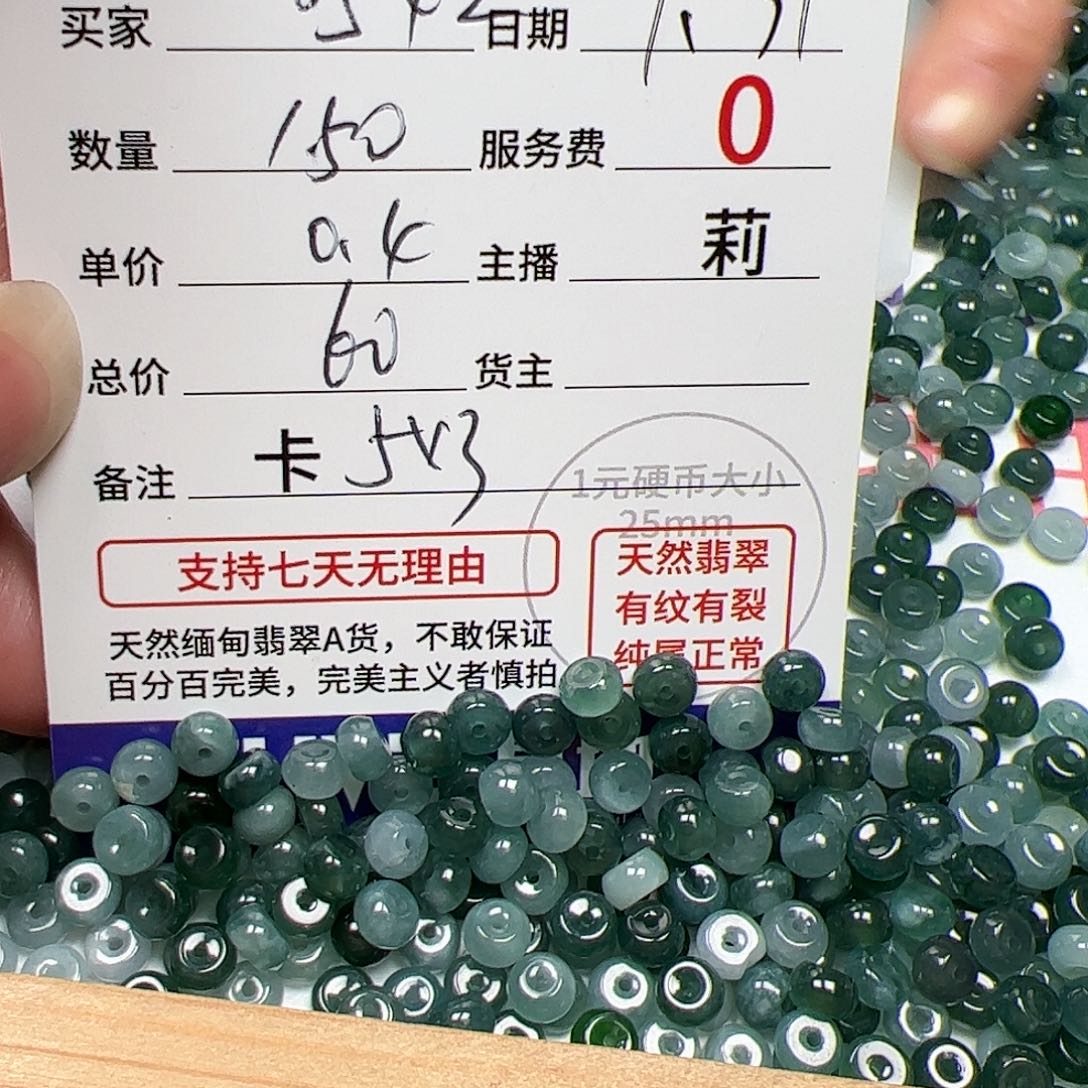 买家 日期
数量 150 服务费 0
单价 0.4 主播 莉
总价 60 货主
备注 卡 5×3
1元硬币大小
25mm
支持七天无理由
天然缅甸翡翠A货，不敢保证
百分百完美，完美主义者慎拍
天然翡翠
有纹有裂
纯属正常